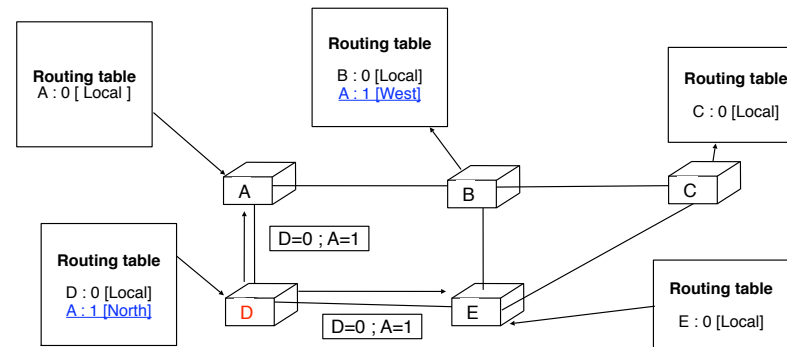 Routing table
A : 0 [ Local ]
Routing table
B : 0 [Local]
A : 1 [West]
Routing table
C : 0 [Local]
A
B
C
D=0 ; A=1
Routing table
D : 0 [Local]
A : 1 [North]
D
E
D=0 ; A=1
Routing table
E : 0 [Local]